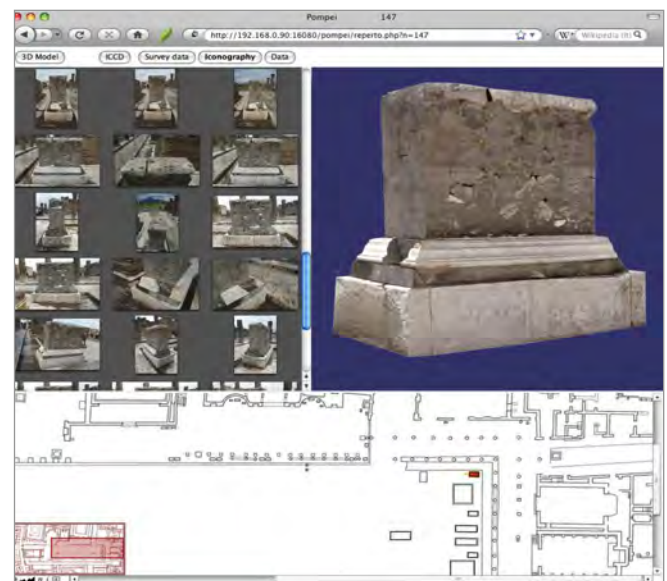 Pompei 147
http://192.168.0.90:16080/pompei/reperto.php?n=147
Wikipedia (It)
3D Model ICCD Survey data Iconography Data